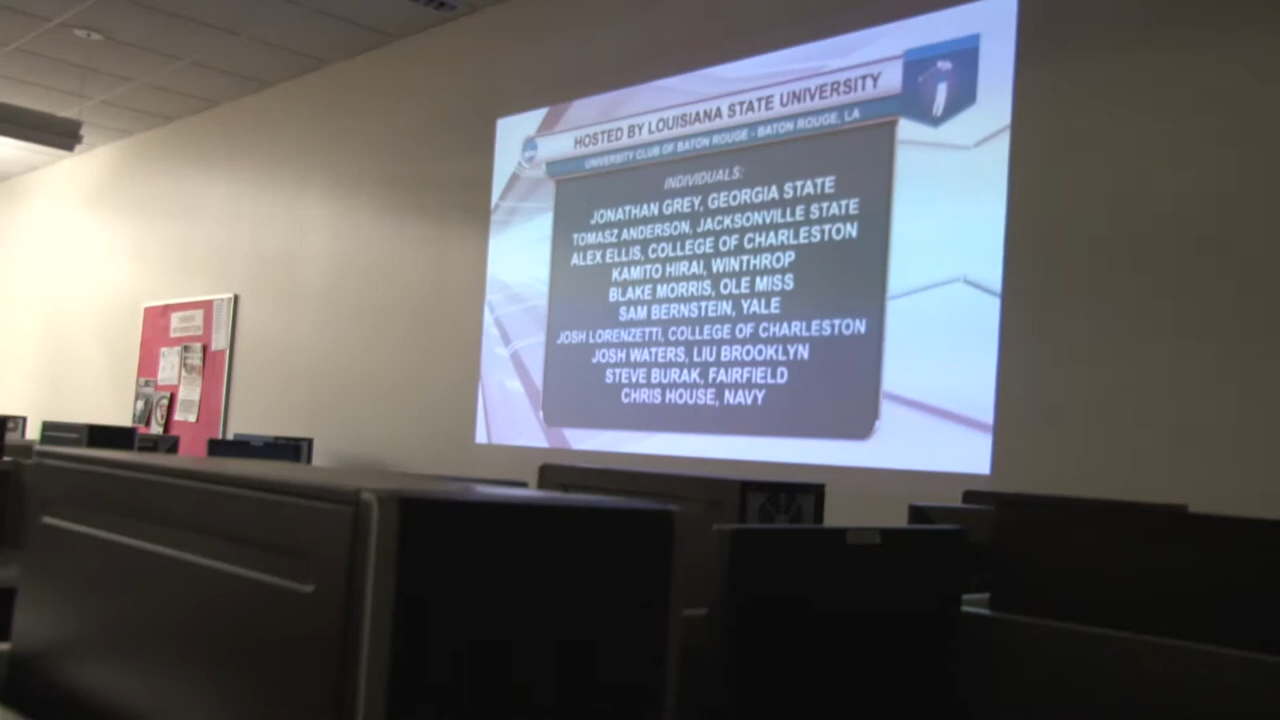 HOSTED BY LOUISIANA STATE UNIVERSITY
UNIVERSITY CLUB OF BATON ROUGE - BATON ROUGE, LA
INDIVIDUALS:
JONATHAN GREY, GEORGIA STATE
TOMASZ ANDERSON, JACKSONVILLE STATE
ALEX ELLIS, COLLEGE OF CHARLESTON
KAMITO HIRAI, WINTHROP
BLAKE MORRIS, OLE MISS
SAM BERNSTEIN, YALE
JOSH LORENZETTI, COLLEGE OF CHARLESTON
JOSH WATERS, LIU BROOKLYN
STEVE BURAK, FAIRFIELD
CHRIS HOUSE, NAVY